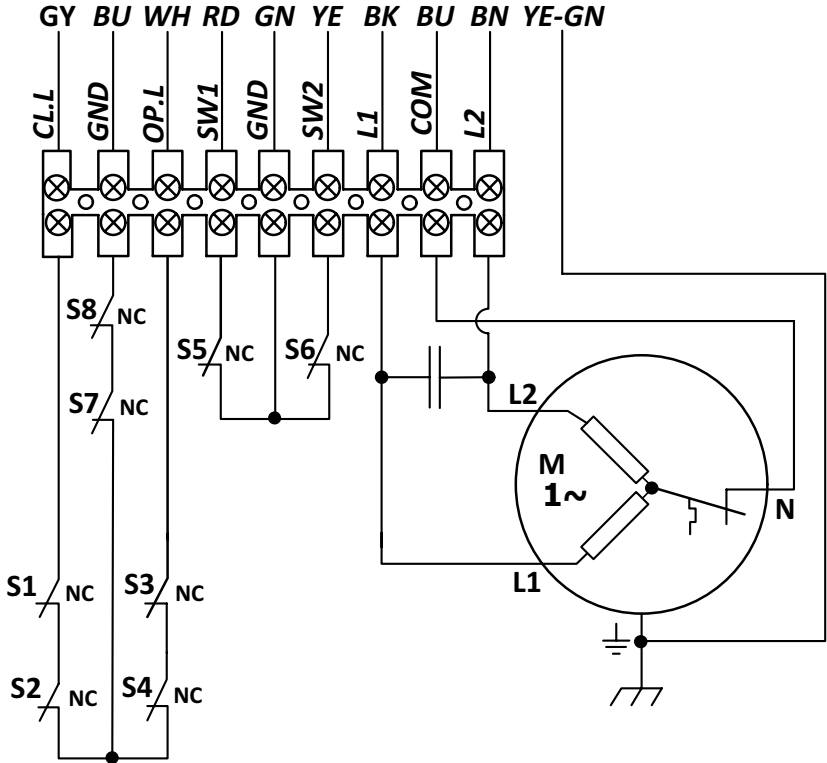 GY BU WH RD GN YE BK BU BN YE-GN
CL.L GND OP.L SW1 GND SW2 L1 COM L2
S8 NC
S5 NC S6 NC
S7 NC
L2
M
1~
N
L1
S1 NC S3 NC
S2 NC S4 NC